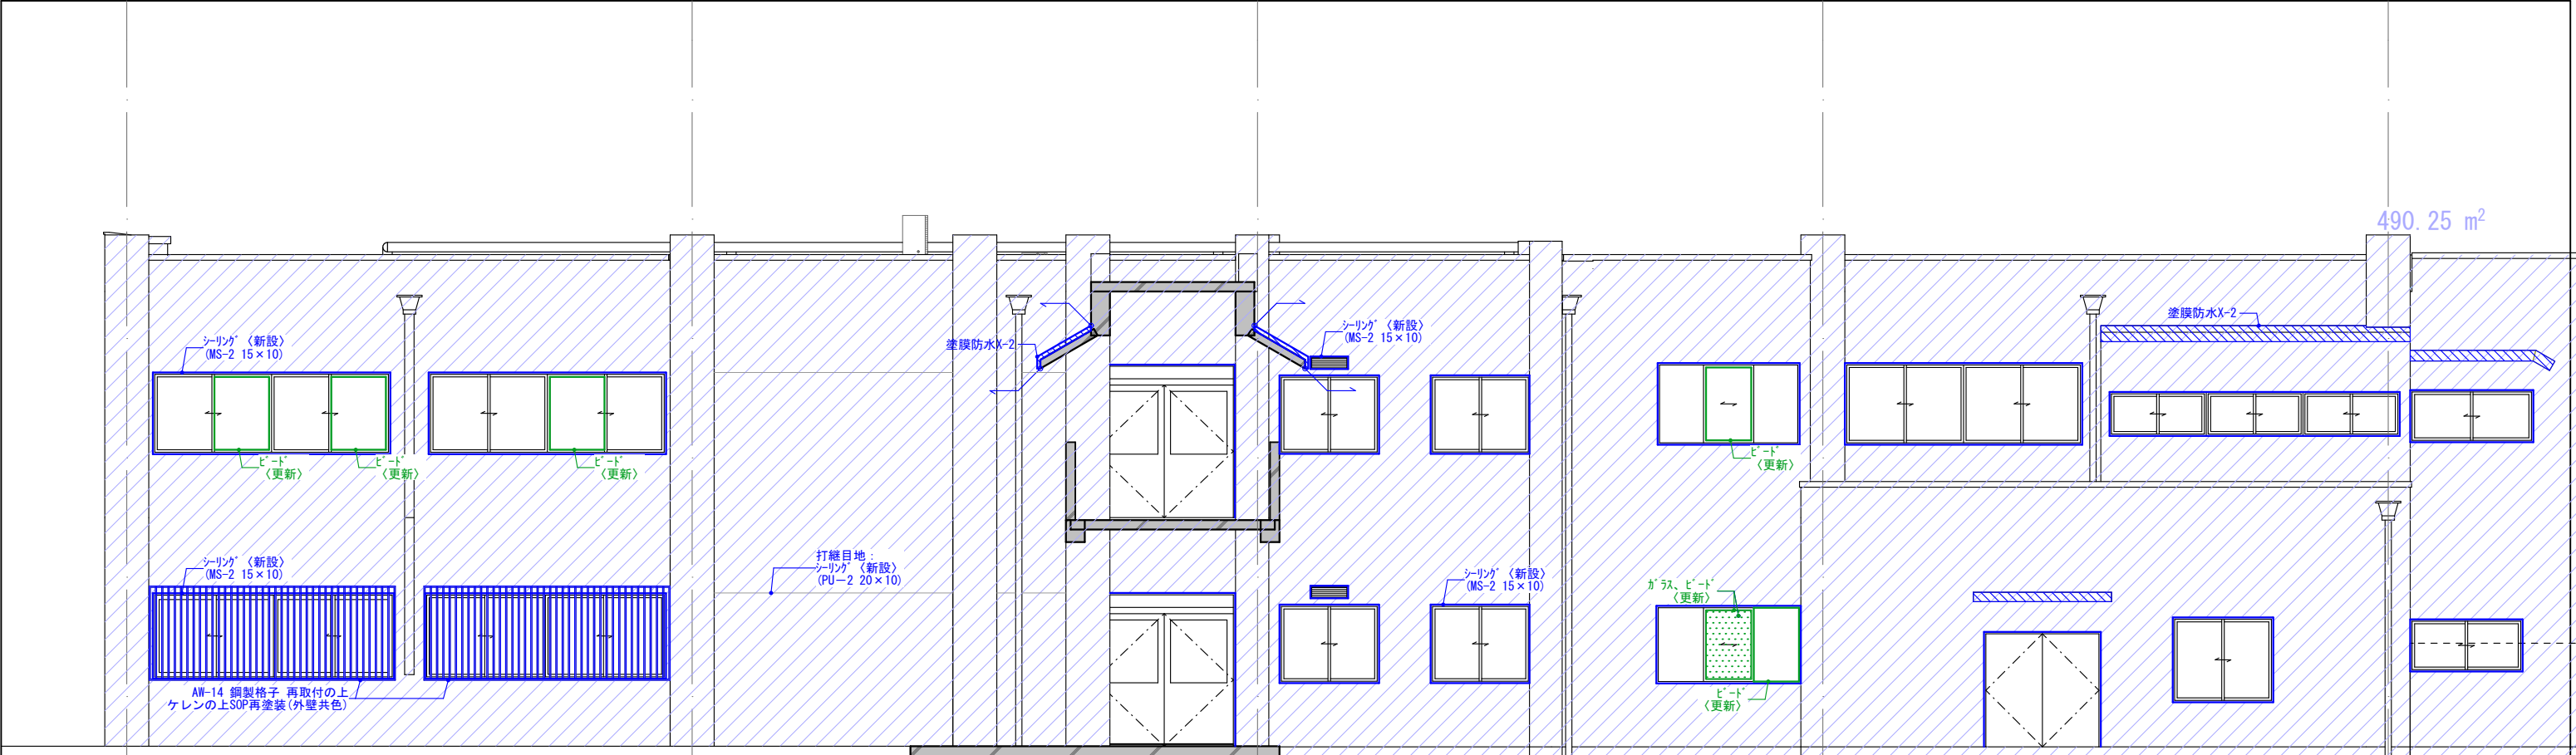 490.25 m²
シーリング〈新設〉
(MS-2 15×10)
塗膜防水X-2
シーリング〈新設〉
(MS-2 15×10)
塗膜防水X-2
ビード
〈更新〉
ビード
〈更新〉
ビード
〈更新〉
ビード
〈更新〉
シーリング〈新設〉
(MS-2 15×10)
打継目地:
シーリング〈新設〉
(PU-2 20×10)
シーリング〈新設〉
(MS-2 15×10)
ガラス、ビード
〈更新〉
AW-14 鋼製格子 再取付の上
ケレンの上SOP再塗装(外壁共色)
ビード
〈更新〉